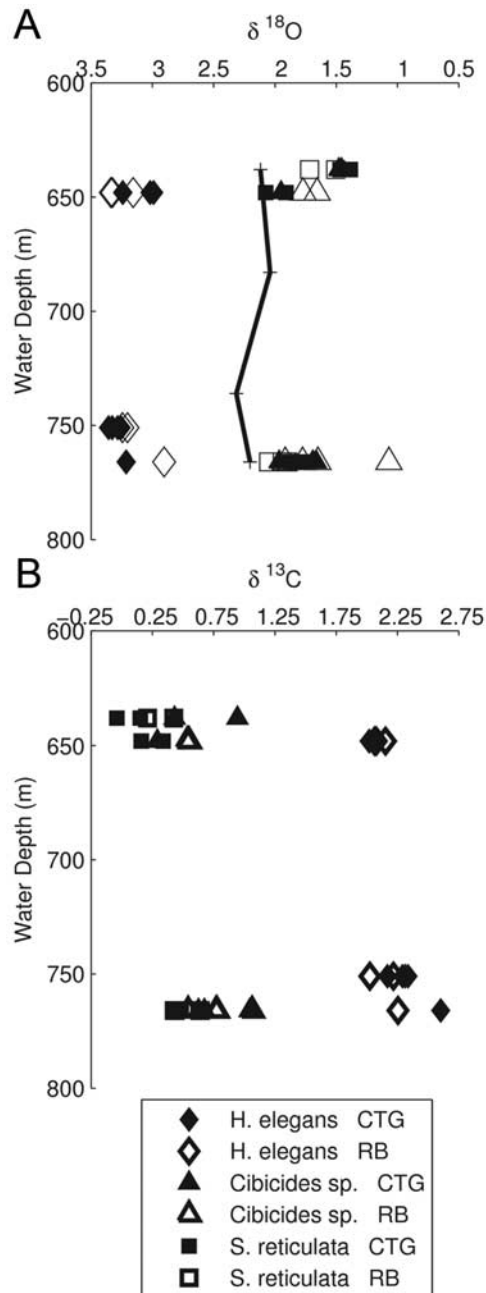 A
δ 18O
3.5 3 2.5 2 1.5 1 0.5
600
650
700
750
800
Water Depth (m)
B
δ 13C
−0.25 0.25 0.75 1.25 1.75 2.25 2.75
600
650
700
750
800
Water Depth (m)
H. elegans CTG
H. elegans RB
Cibicides sp. CTG
Cibicides sp. RB
S. reticulata CTG
S. reticulata RB